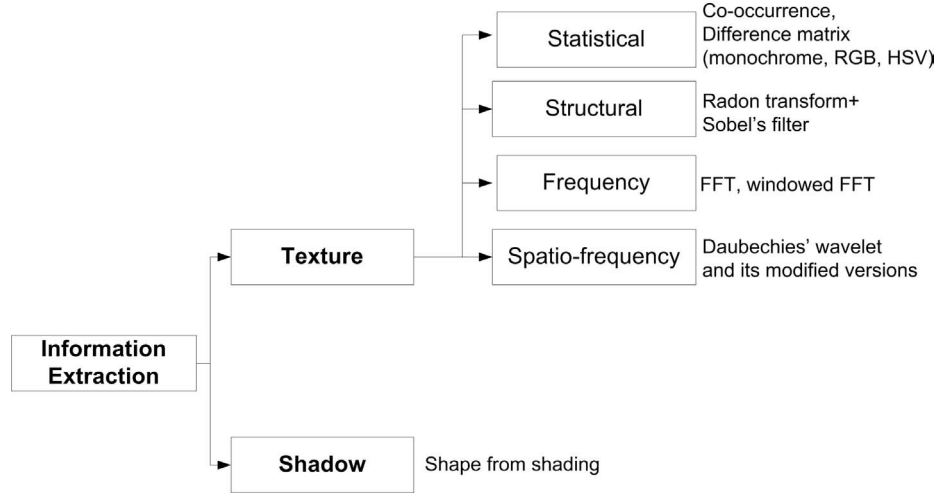 Statistical
Co-occurrence,
Difference matrix
(monochrome, RGB, HSV)
Structural
Radon transform+
Sobel's filter
Frequency
FFT, windowed FFT
Texture
Spatio-frequency
Daubechies' wavelet
and its modified versions
Information
Extraction
Shadow
Shape from shading